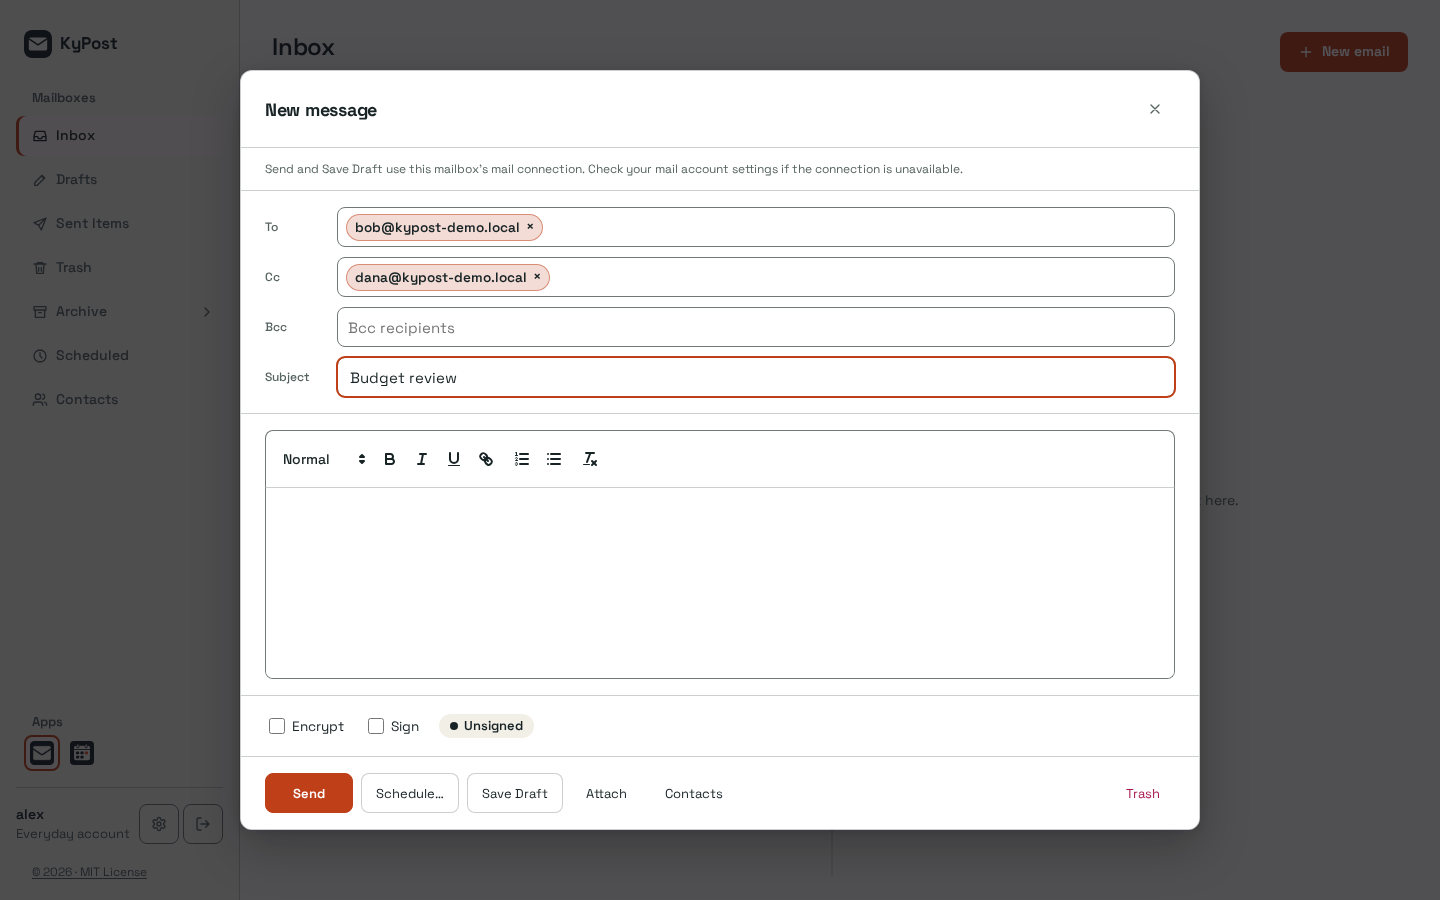 KyPost
Inbox
New email
Mailboxes
Inbox
Drafts
Sent Items
Trash
Archive
Scheduled
Contacts
New message
Send and Save Draft use this mailbox's mail connection. Check your mail account settings if the connection is unavailable.
To
bob@kypost-demo.local ×
Cc
dana@kypost-demo.local ×
Bcc
Bcc recipients
Subject
Budget review
here.
Normal
Encrypt
Sign
Unsigned
Send
Schedule...
Save Draft
Attach
Contacts
Trash
Apps
alex
Everyday account
© 2026 · MIT License